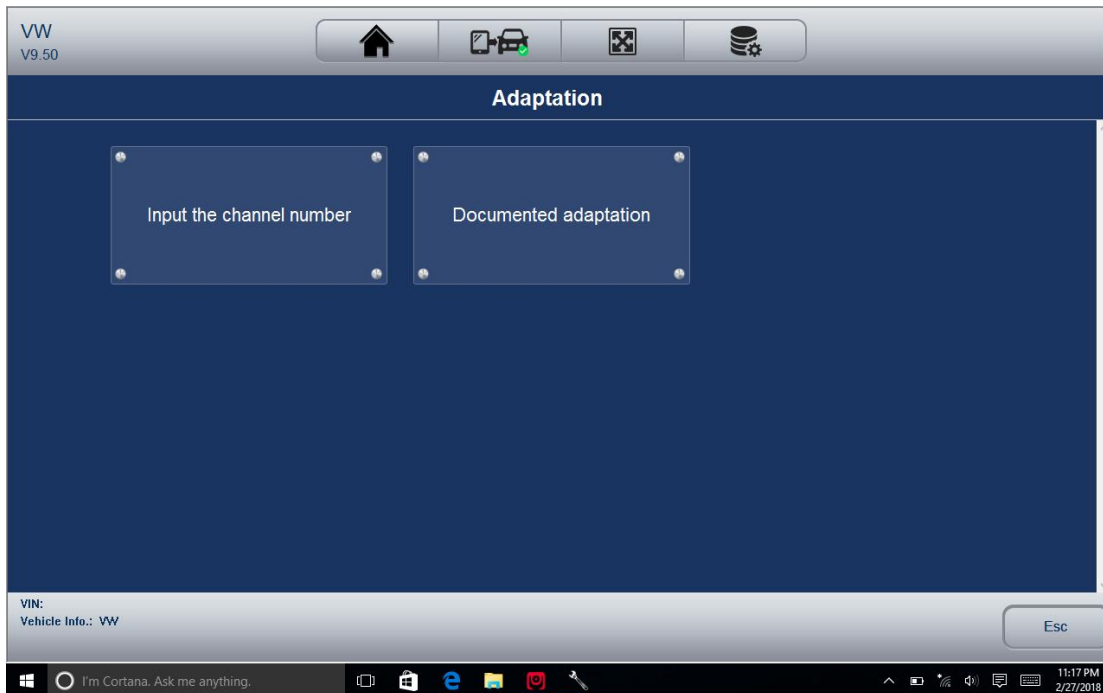 VW
V9.50
Adaptation
Input the channel number
Documented adaptation
VIN:
Vehicle Info.: VW
Esc
I'm Cortana. Ask me anything.
11:17 PM
2/27/2018